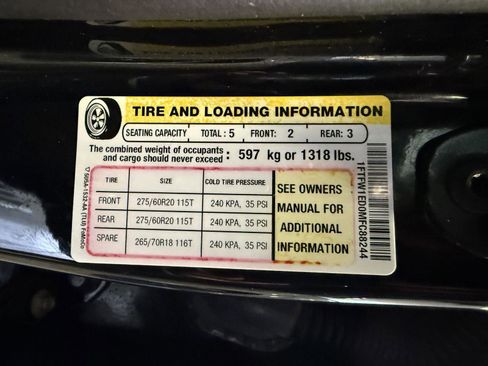 TIRE AND LOADING INFORMATION
SEATING CAPACITY TOTAL : 5 FRONT: 2 REAR: 3
The combined weight of occupants
and cargo should never exceed : 597 kg or 1318 lbs.
TIRE SIZE COLD TIRE PRESSURE
FRONT 275/60R20 115T 240 KPA, 35 PSI
REAR 275/60R20 115T 240 KPA, 35 PSI
SPARE 265/70R18 116T 240 KPA, 35 PSI
SEE OWNERS
MANUAL FOR
ADDITIONAL
INFORMATION
1FTFW1ED0MFC88244